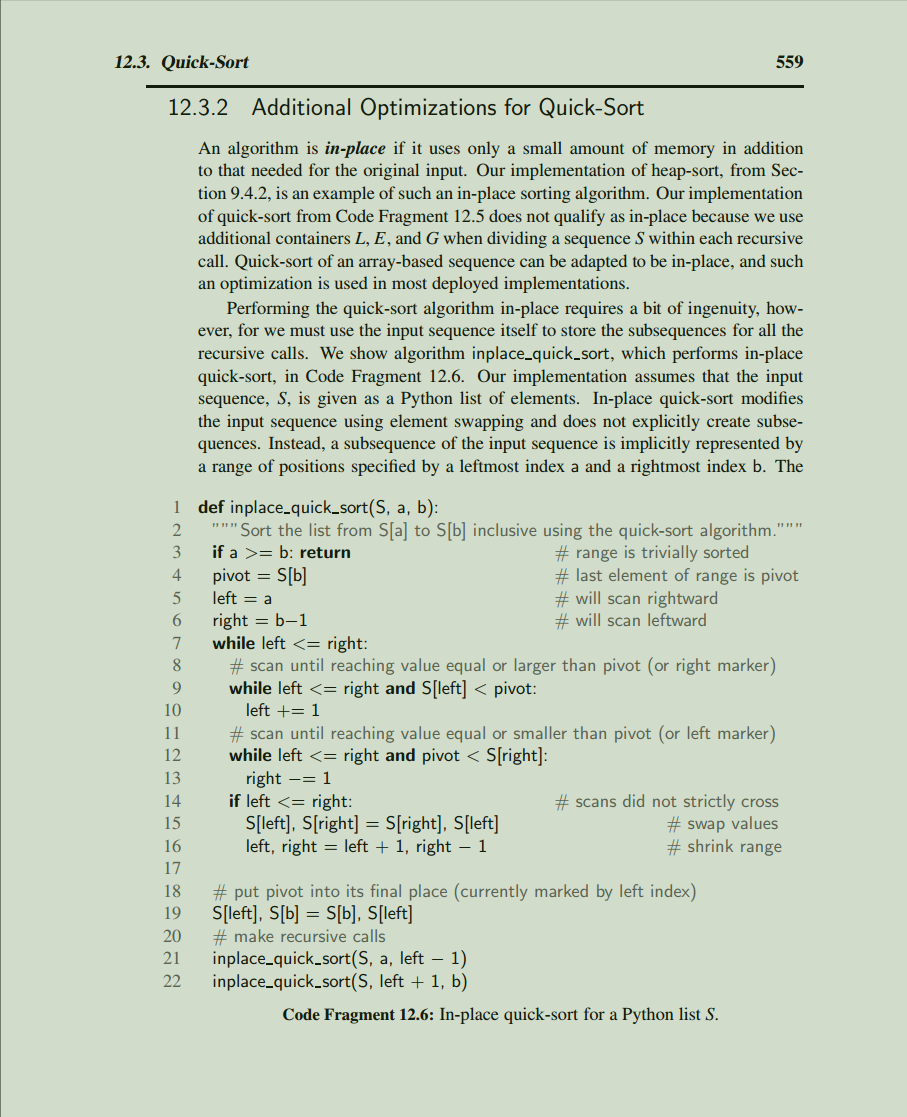 12.3. Quick-Sort 559
12.3.2 Additional Optimizations for Quick-Sort
An algorithm is in-place if it uses only a small amount of memory in addition
to that needed for the original input. Our implementation of heap-sort, from Sec-
tion 9.4.2, is an example of such an in-place sorting algorithm. Our implementation
of quick-sort from Code Fragment 12.5 does not qualify as in-place because we use
additional containers L, E, and G when dividing a sequence S within each recursive
call. Quick-sort of an array-based sequence can be adapted to be in-place, and such
an optimization is used in most deployed implementations.
Performing the quick-sort algorithm in-place requires a bit of ingenuity, how-
ever, for we must use the input sequence itself to store the subsequences for all the
recursive calls. We show algorithm inplace_quick_sort, which performs in-place
quick-sort, in Code Fragment 12.6. Our implementation assumes that the input
sequence, S, is given as a Python list of elements. In-place quick-sort modifies
the input sequence using element swapping and does not explicitly create subse-
quences. Instead, a subsequence of the input sequence is implicitly represented by
a range of positions specified by a leftmost index a and a rightmost index b. The
1 def inplace_quick_sort(S, a, b):
2 """Sort the list from S[a] to S[b] inclusive using the quick-sort algorithm."""
3 if a >= b: return # range is trivially sorted
4 pivot = S[b] # last element of range is pivot
5 left = a # will scan rightward
6 right = b−1 # will scan leftward
7 while left <= right:
8 # scan until reaching value equal or larger than pivot (or right marker)
9 while left <= right and S[left] < pivot:
10 left += 1
11 # scan until reaching value equal or smaller than pivot (or left marker)
12 while left <= right and pivot < S[right]:
13 right −= 1
14 if left <= right: # scans did not strictly cross
15 S[left], S[right] = S[right], S[left] # swap values
16 left, right = left + 1, right − 1 # shrink range
17
18 # put pivot into its final place (currently marked by left index)
19 S[left], S[b] = S[b], S[left]
20 # make recursive calls
21 inplace_quick_sort(S, a, left − 1)
22 inplace_quick_sort(S, left + 1, b)
Code Fragment 12.6: In-place quick-sort for a Python list S.